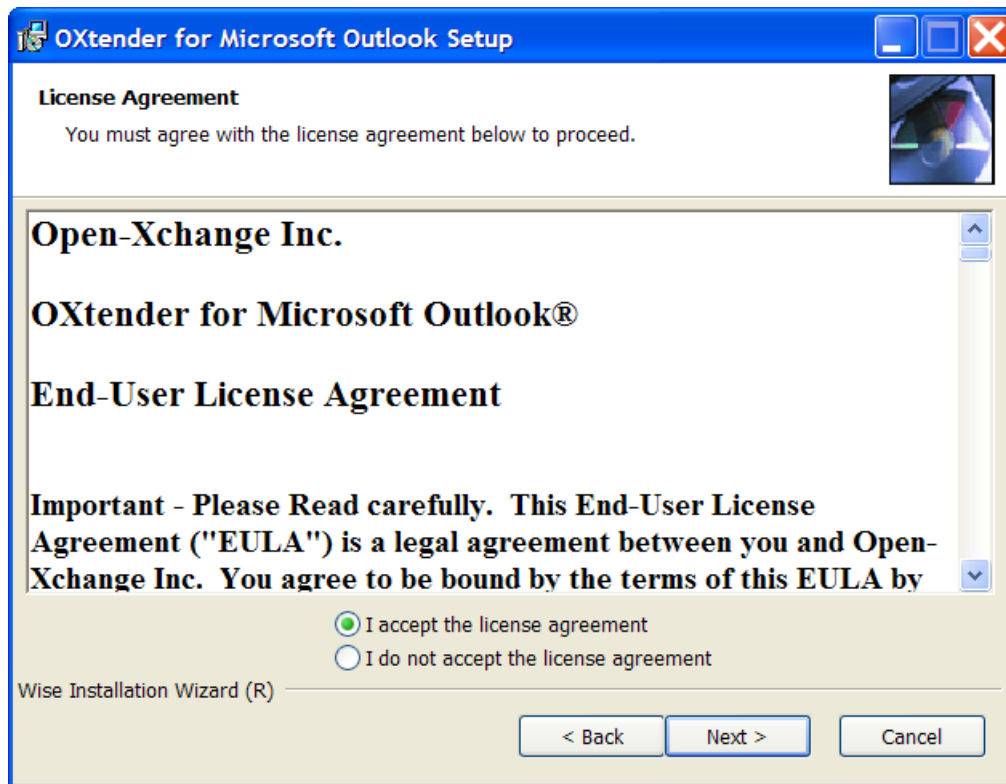 OXtender for Microsoft Outlook Setup
License Agreement
You must agree with the license agreement below to proceed.
Open-Xchange Inc.
OXtender for Microsoft Outlook®
End-User License Agreement
Important - Please Read carefully.  This End-User License
Agreement ("EULA") is a legal agreement between you and Open-
Xchange Inc.  You agree to be bound by the terms of this EULA by
I accept the license agreement
I do not accept the license agreement
Wise Installation Wizard (R)
< Back
Next >
Cancel